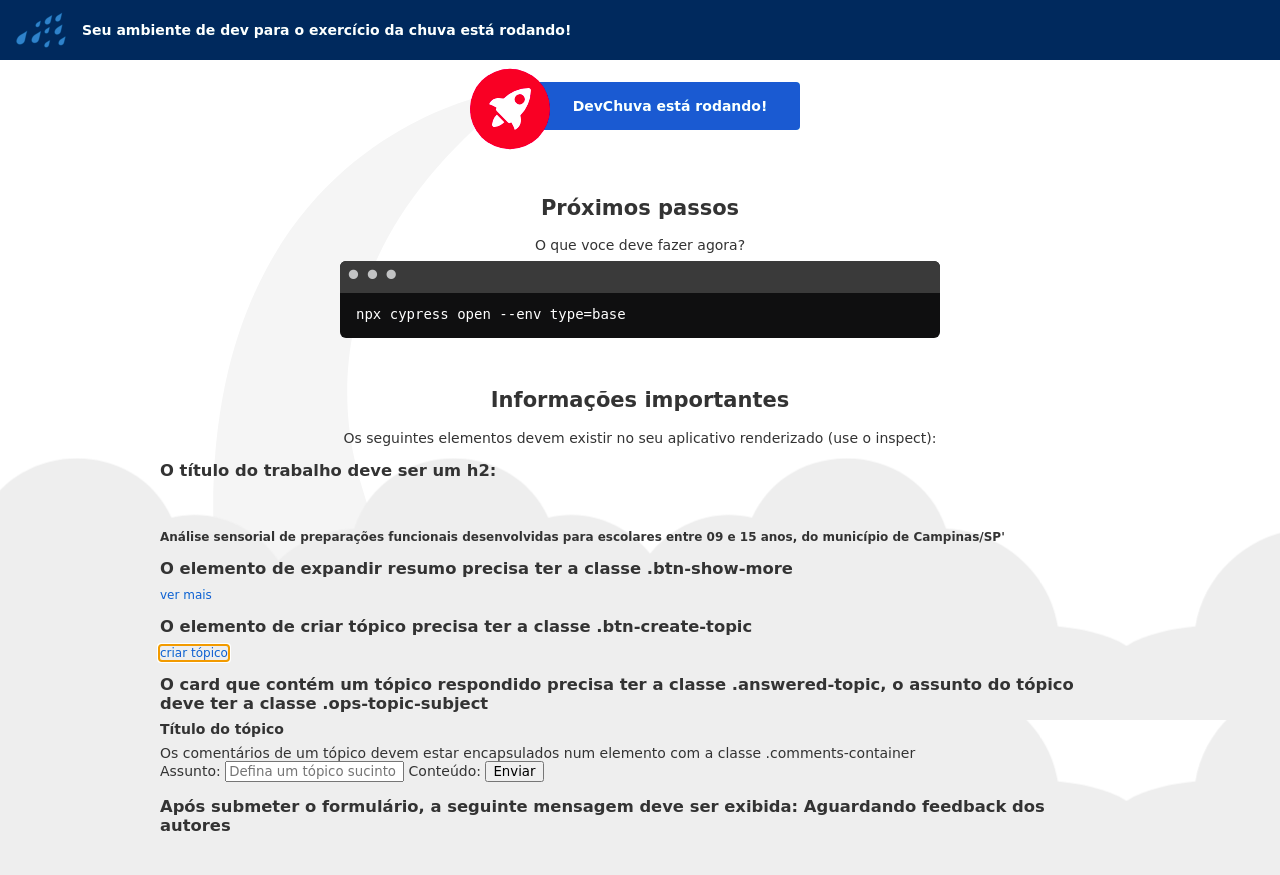 Seu ambiente de dev para o exercício da chuva está rodando!
DevChuva está rodando!
Próximos passos
O que voce deve fazer agora?
npx cypress open --env type=base
Informações importantes
Os seguintes elementos devem existir no seu aplicativo renderizado (use o inspect):
O título do trabalho deve ser um h2:
Análise sensorial de preparações funcionais desenvolvidas para escolares entre 09 e 15 anos, do município de Campinas/SP'
O elemento de expandir resumo precisa ter a classe .btn-show-more
ver mais
O elemento de criar tópico precisa ter a classe .btn-create-topic
criar tópico
O card que contém um tópico respondido precisa ter a classe .answered-topic, o assunto do tópico
deve ter a classe .ops-topic-subject
Título do tópico
Os comentários de um tópico devem estar encapsulados num elemento com a classe .comments-container
Assunto: Defina um tópico sucinto Conteúdo: Enviar
Após submeter o formulário, a seguinte mensagem deve ser exibida: Aguardando feedback dos
autores